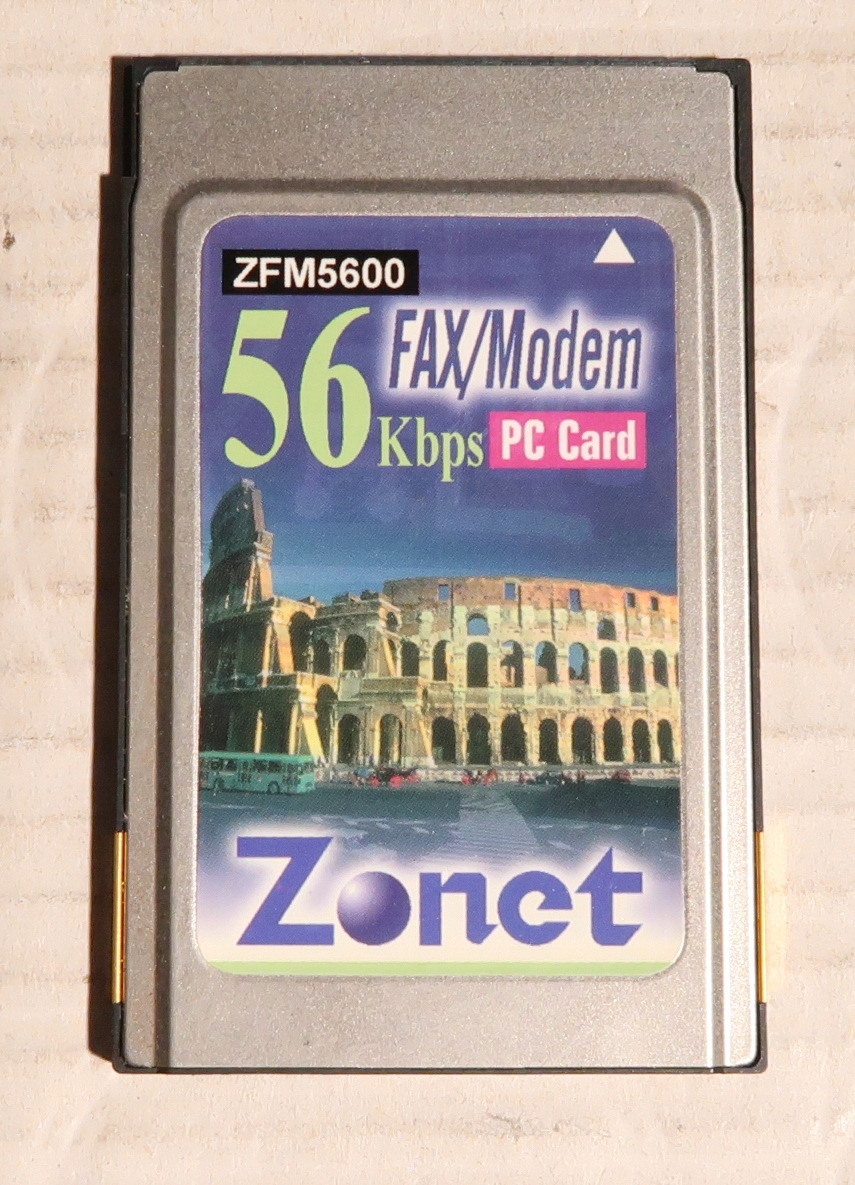 ZFM5600
56 Kbps FAX/Modem
PC Card
Zonet